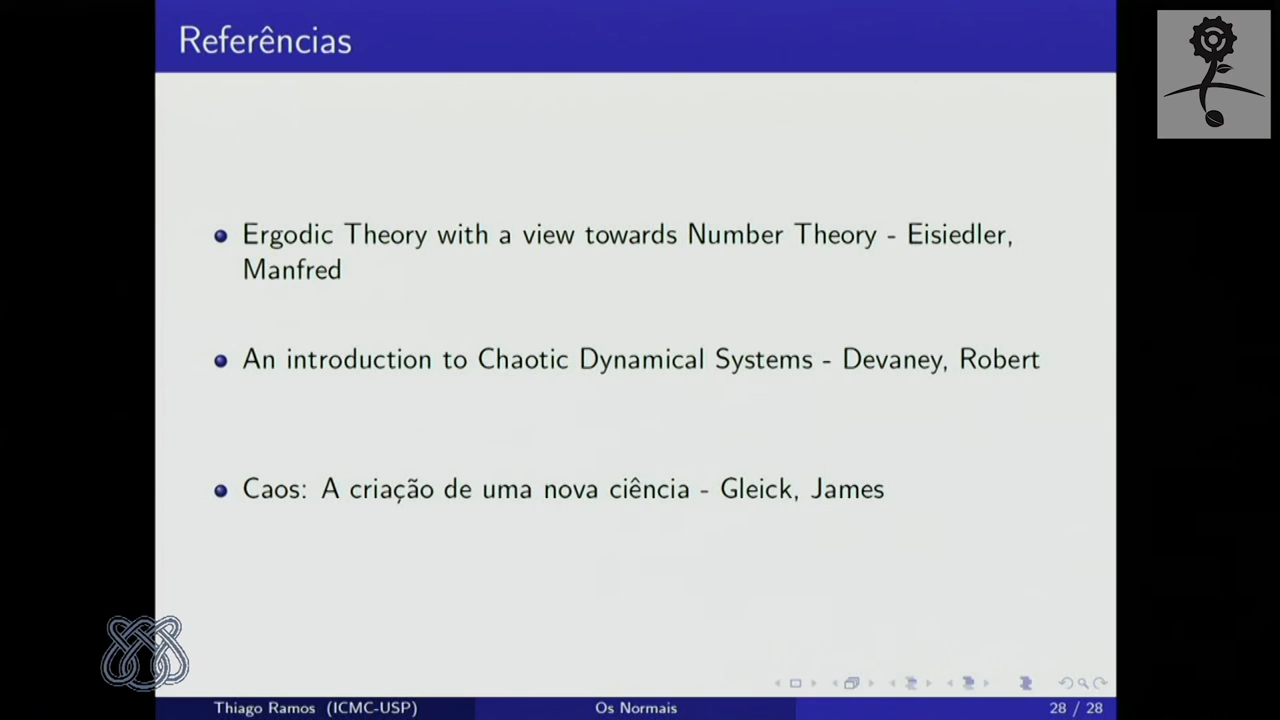 Referências
Ergodic Theory with a view towards Number Theory - Eisiedler,
Manfred
An introduction to Chaotic Dynamical Systems - Devaney, Robert
Caos: A criação de uma nova ciência - Gleick, James
Thiago Ramos (ICMC-USP) Os Normais 28 / 28